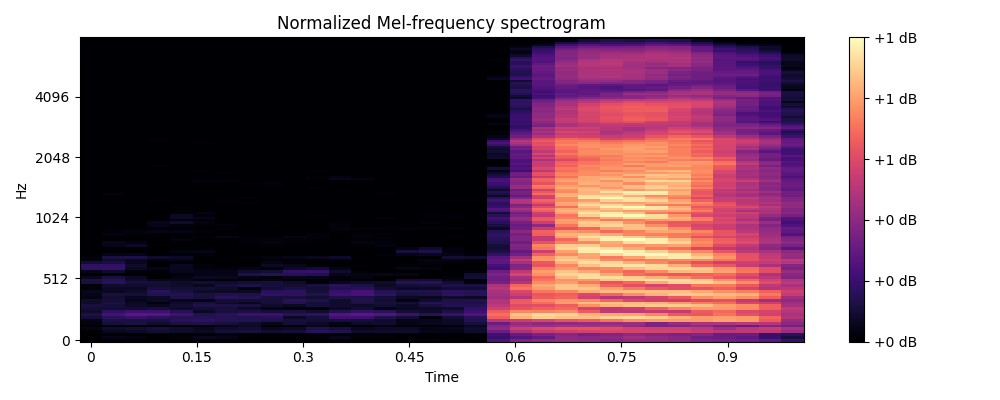 Normalized Mel-frequency spectrogram
Hz
4096
2048
1024
512
0
0 0.15 0.3 0.45 0.6 0.75 0.9
Time
+1 dB
+1 dB
+1 dB
+0 dB
+0 dB
+0 dB